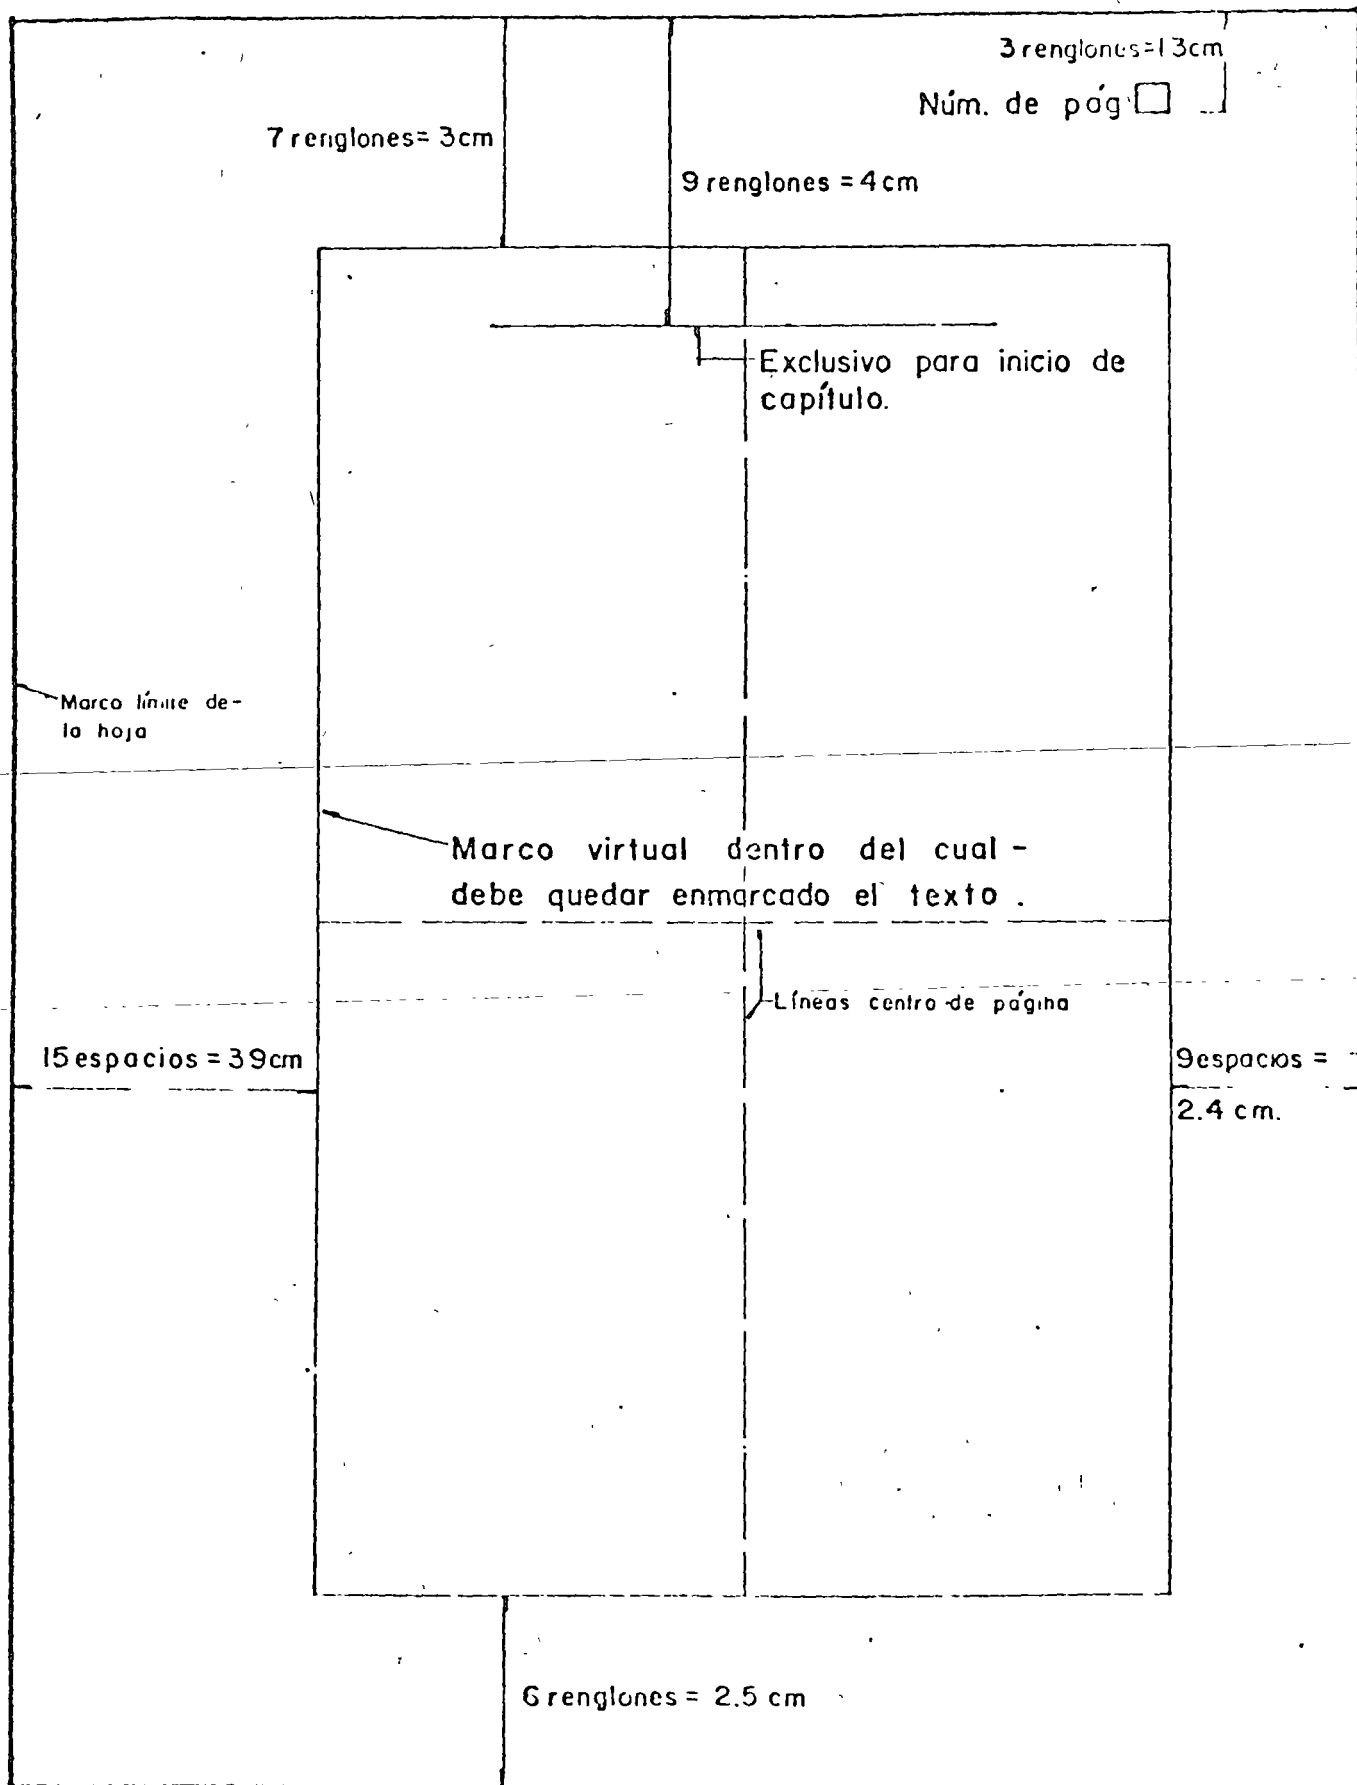 3 renglones=13cm
Núm. de pág
7 renglones= 3cm
9 renglones = 4cm
Exclusivo para inicio de
capítulo.
Marco límite de-
la hoja
Marco virtual dentro del cual -
debe quedar enmarcado el texto .
Líneas centro de página
15 espacios = 39cm
9 espacios =
2.4 cm.
6 renglones = 2.5 cm